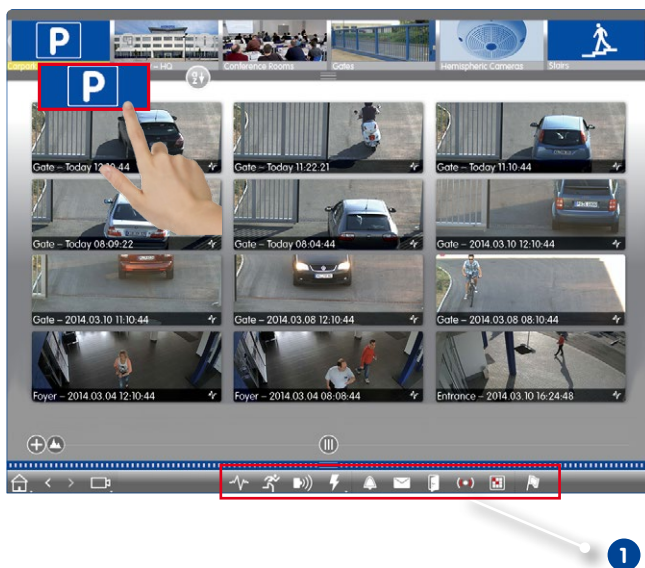 P
Carpark
– HQ
Conference Rooms
Gates
Hemispheric Cameras
Stairs
P
Gate – Today 12:10:44
Gate – Today 11:22:21
Gate – Today 11:10:44
Gate – Today 08:09:22
Gate – Today 08:04:44
Gate – 2014.03.10 12:10:44
Gate – 2014.03.10 11:10:44
Gate – 2014.03.08 12:10:44
Gate – 2014.03.08 08:10:44
Foyer – 2014.03.04 12:10:44
Foyer – 2014.03.04 08:08:44
Entrance – 2014.03.10 16:24:48
1